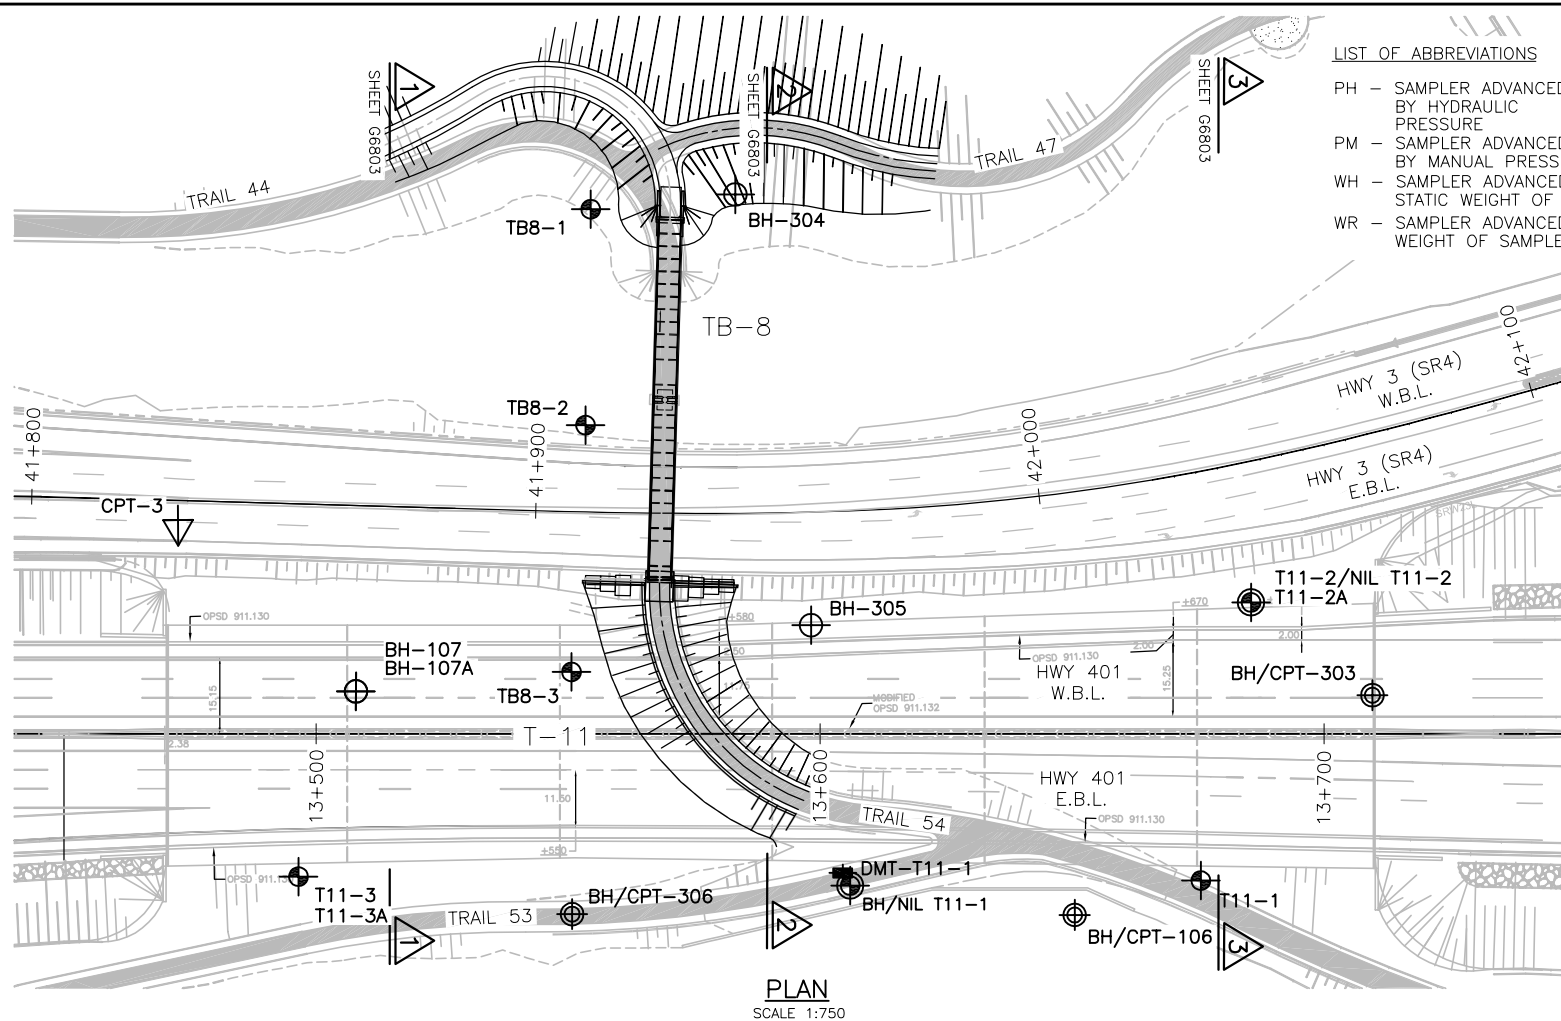 LIST OF ABBREVIATIONS
PH – SAMPLER ADVANCED
BY HYDRAULIC
PRESSURE
PM – SAMPLER ADVANCED
BY MANUAL PRESS
WH – SAMPLER ADVANCED
STATIC WEIGHT OF
WR – SAMPLER ADVANCED
WEIGHT OF SAMPLE
1
SHEET G6803
2
SHEET G6803
3
SHEET G6803
TRAIL 44
TRAIL 47
TB8-1
BH-304
TB-8
HWY 3 (SR4)
W.B.L.
42+100
TB8-2
41+800
41+900
42+000
HWY 3 (SR4)
E.B.L.
CPT-3
T11-2/NIL T11-2
T11-2A
OPSD 911.130
+580
BH-305
+670
2.00
BH-107
BH-107A
2.50
OPSD 911.130
2.00
HWY 401
W.B.L.
BH/CPT-303
TB8-3
15.15
15.25
MODIFIED
OPSD 911.132
T-11
2.38
13+500
13+600
13+700
HWY 401
E.B.L.
11.50
TRAIL 54
OPSD 911.130
+550
OPSD 911.13
T11-3
T11-3A
BH/CPT-306
DMT-T11-1
BH/NIL T11-1
T11-1
TRAIL 53
BH/CPT-106
1
2
3
PLAN
SCALE 1:750